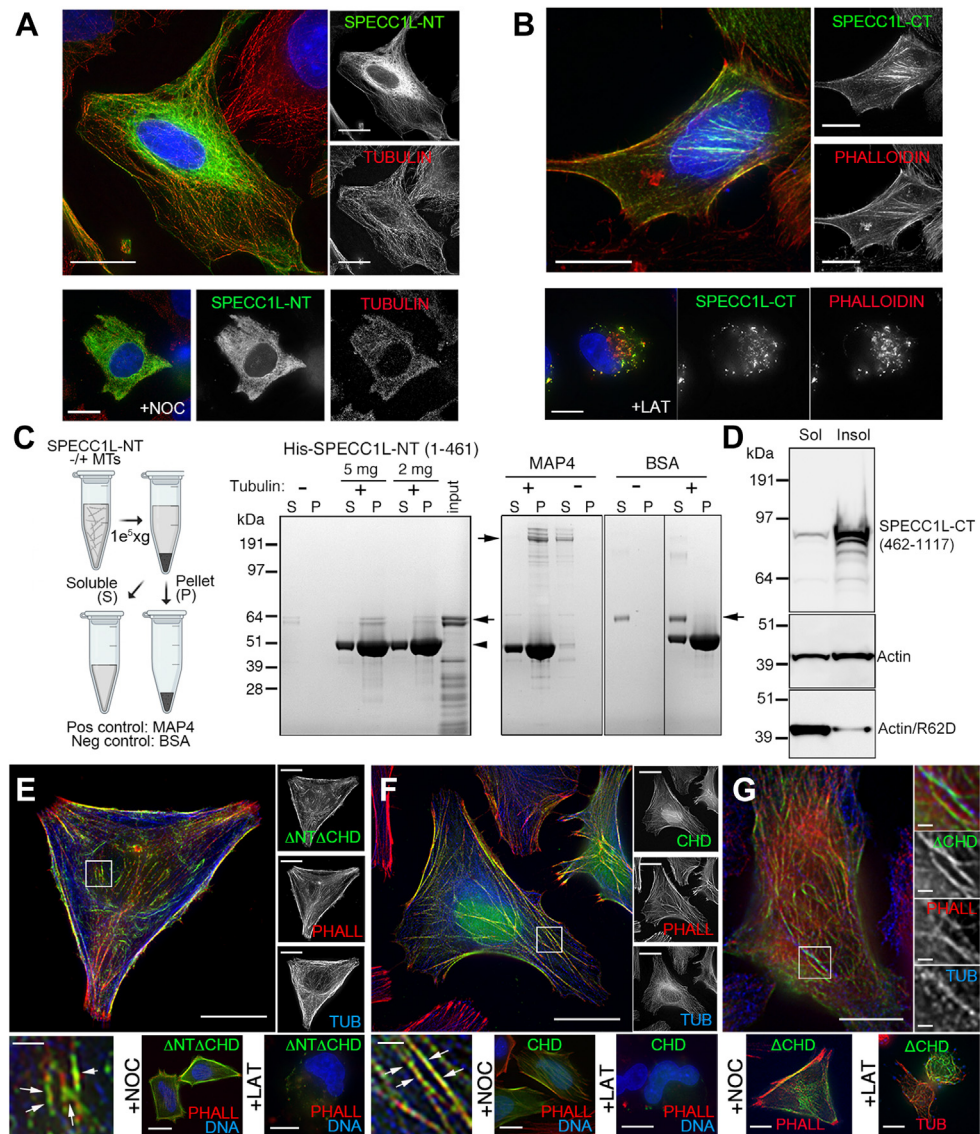 A
SPECC1L-NT
TUBULIN
SPECC1L-NT
TUBULIN
+NOC
B
SPECC1L-CT
PHALLOIDIN
SPECC1L-CT
PHALLOIDIN
+LAT
C
SPECC1L-NT
-/+ MTs
1e⁵xg
Soluble
(S)
Pellet
(P)
Pos control: MAP4
Neg control: BSA
His-SPECC1L-NT (1-461)
5 mg 2 mg
Tubulin: - + + input
S P S P S P
kDa
191
97
64
51
39
28
MAP4
+ -
S P S P
BSA
- +
S P S P
D
Sol Insol
kDa
191
97
64
SPECC1L-CT
(462-1117)
51
39
Actin
51
39
Actin/R62D
E
ΔNTΔCHD
PHALL
TUB
+NOC
ΔNTΔCHD
PHALL
DNA
+LAT
ΔNTΔCHD
PHALL
DNA
F
CHD
PHALL
TUB
+NOC
CHD
PHALL
DNA
+LAT
CHD
PHALL
DNA
G
ΔCHD
PHALL
TUB
+NOC
ΔCHD
PHALL
+LAT
ΔCHD
TUB